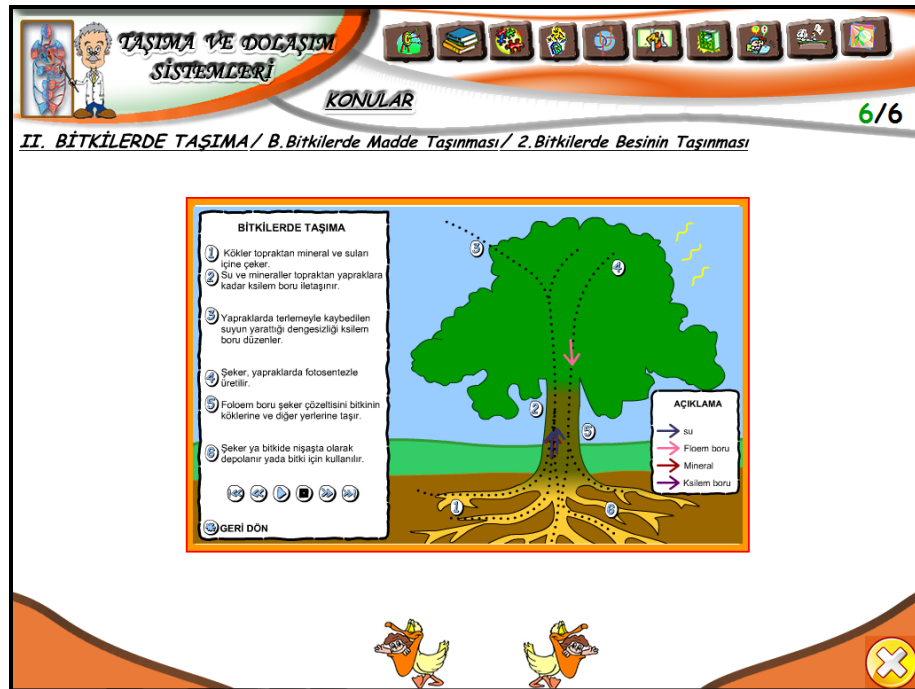 TAŞIMA VE DOLAŞIM
SİSTEMLERİ
KONULAR
6/6
II. BİTKİLERDE TAŞIMA/ B.Bitkilerde Madde Taşınması/ 2.Bitkilerde Besinin Taşınması
BİTKİLERDE TAŞIMA
1 Kökler topraktan mineral ve suları
içine çeker.
2 Su ve mineraller topraktan yapraklara
kadar ksilem boru iletaşınır.
3 Yapraklarda terlemeyle kaybedilen
suyun yarattığı dengesizliği ksilem
boru düzenler.
4 Şeker, yapraklarda fotosentezle
üretilir.
5 Foloem boru şeker çözeltisini bitkinin
köklerine ve diğer yerlerine taşır.
6 Şeker ya bitkide nişasta olarak
depolanır yada bitki için kullanılır.
GERİ DÖN
3
4
2
5
1
6
AÇIKLAMA
su
Floem boru
Mineral
Ksilem boru